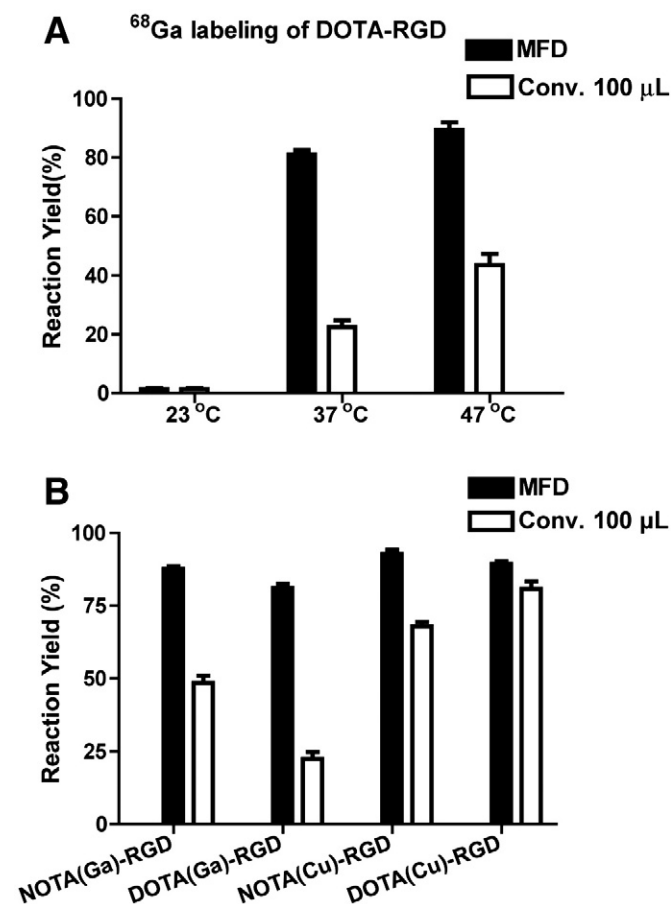 A
⁶⁸Ga labeling of DOTA-RGD
MFD
Conv. 100 μL
Reaction Yield(%)
100
80
60
40
20
0
23 °C
37 °C
47 °C
B
MFD
Conv. 100 μL
Reaction Yield (%)
100
75
50
25
0
NOTA(Ga)-RGD
DOTA(Ga)-RGD
NOTA(Cu)-RGD
DOTA(Cu)-RGD